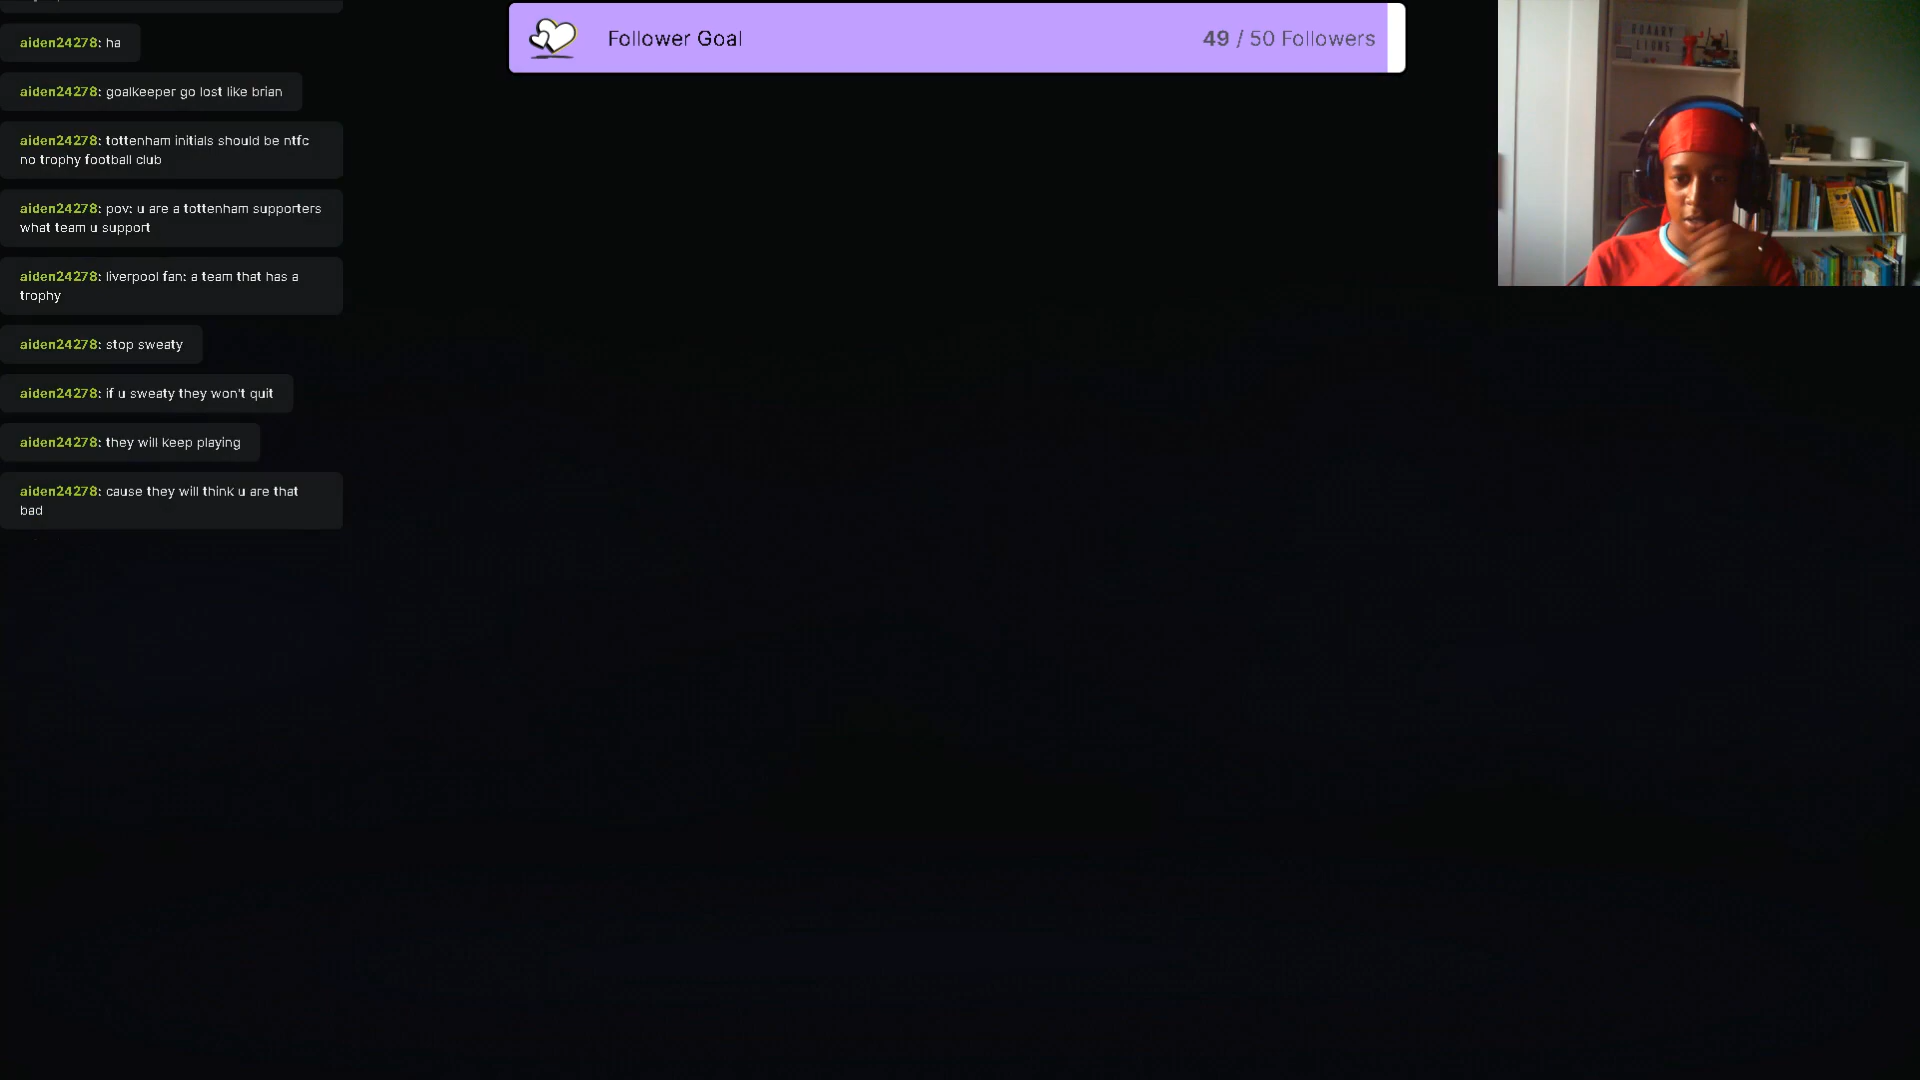 aiden24278: ha
aiden24278: goalkeeper go lost like brian
aiden24278: tottenham initials should be ntfc
no trophy football club
aiden24278: pov: u are a tottenham supporters
what team u support
aiden24278: liverpool fan: a team that has a
trophy
aiden24278: stop sweaty
aiden24278: if u sweaty they won't quit
aiden24278: they will keep playing
aiden24278: cause they will think u are that
bad
Follower Goal
49 / 50 Followers
LIONS